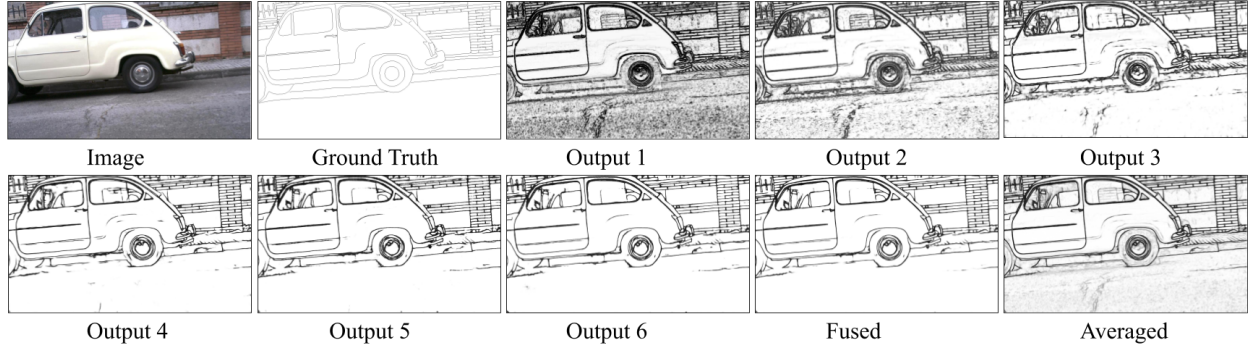 Image
Ground Truth
Output 1
Output 2
Output 3
Output 4
Output 5
Output 6
Fused
Averaged